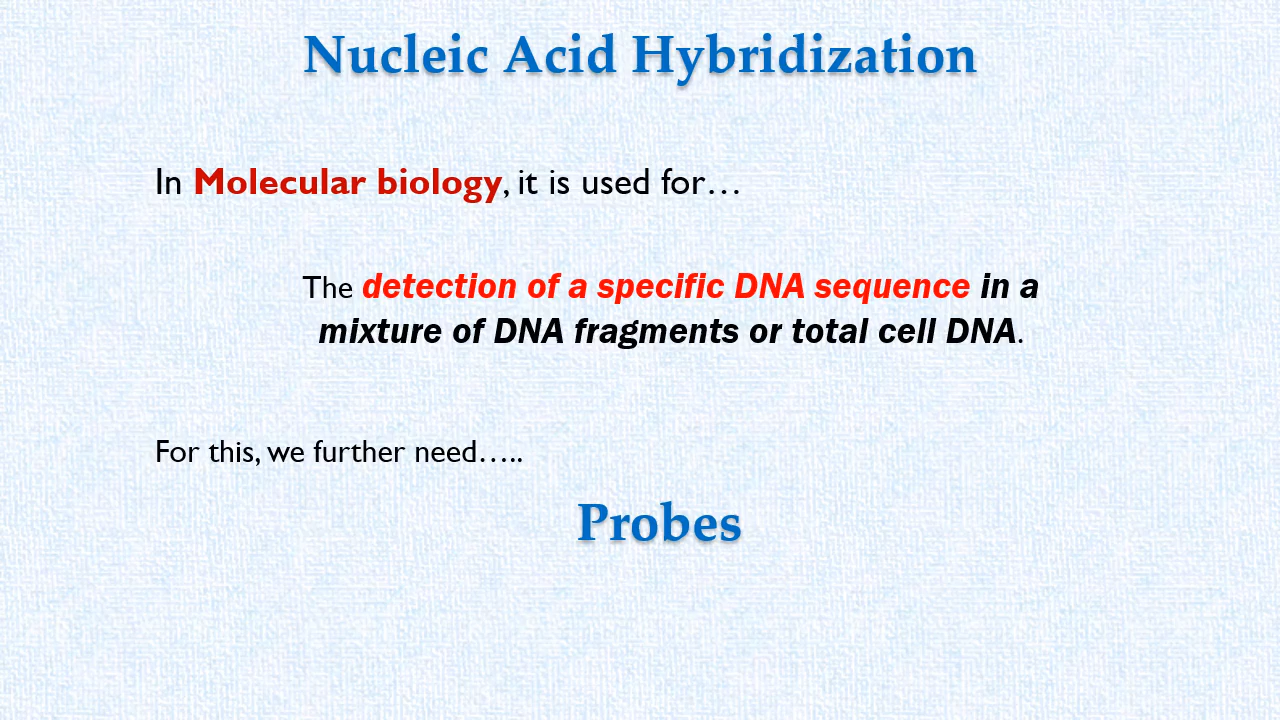 Nucleic Acid Hybridization
In Molecular biology, it is used for…
The detection of a specific DNA sequence in a
mixture of DNA fragments or total cell DNA.
For this, we further need…..
Probes